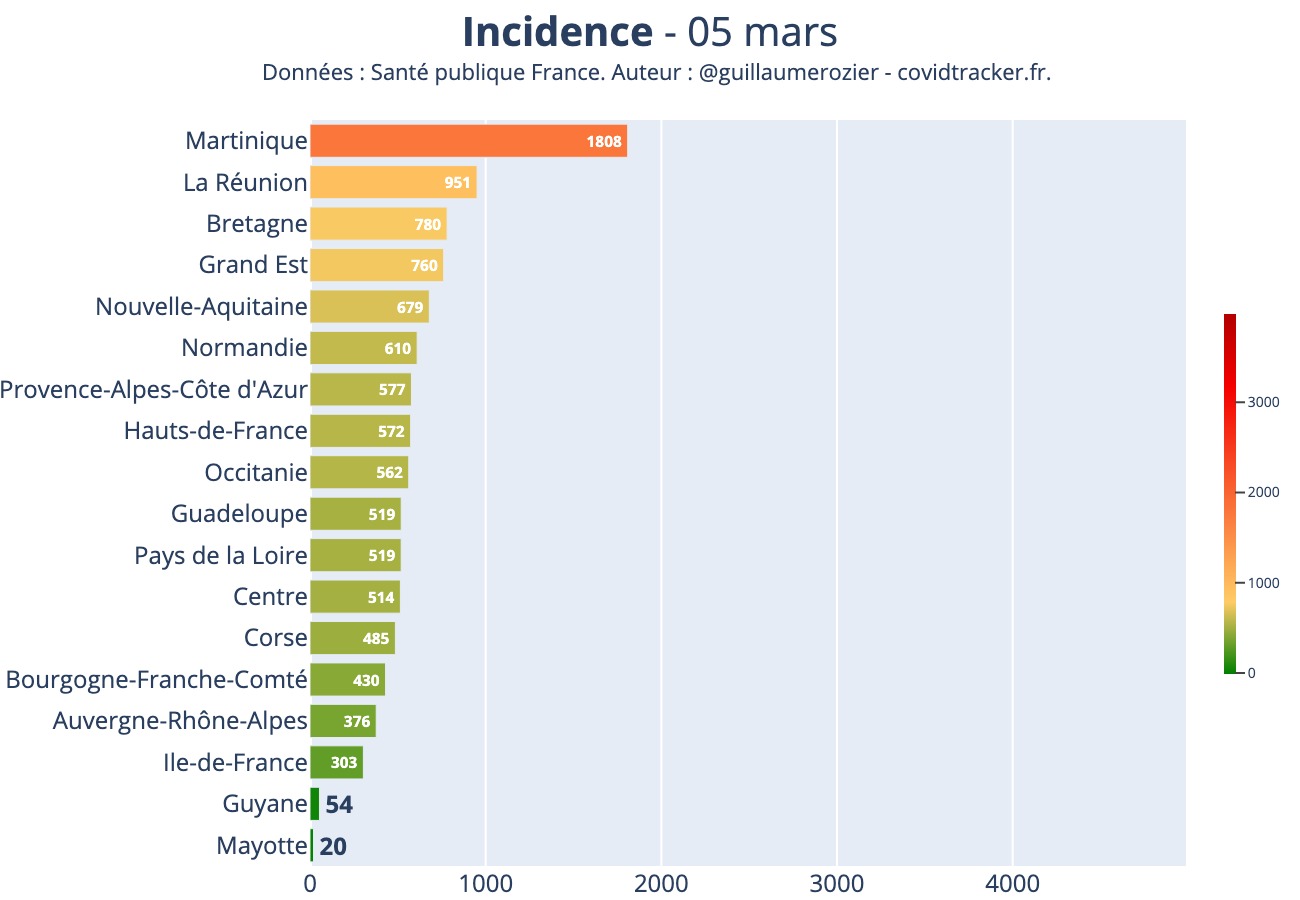 Incidence - 05 mars
Données : Santé publique France. Auteur : @guillaumerozier - covidtracker.fr.
Martinique 1808
La Réunion 951
Bretagne 780
Grand Est 760
Nouvelle-Aquitaine 679
Normandie 610
Provence-Alpes-Côte d'Azur 577
Hauts-de-France 572
Occitanie 562
Guadeloupe 519
Pays de la Loire 519
Centre 514
Corse 485
Bourgogne-Franche-Comté 430
Auvergne-Rhône-Alpes 376
Ile-de-France 303
Guyane 54
Mayotte 20
0 1000 2000 3000 4000
3000
2000
1000
0